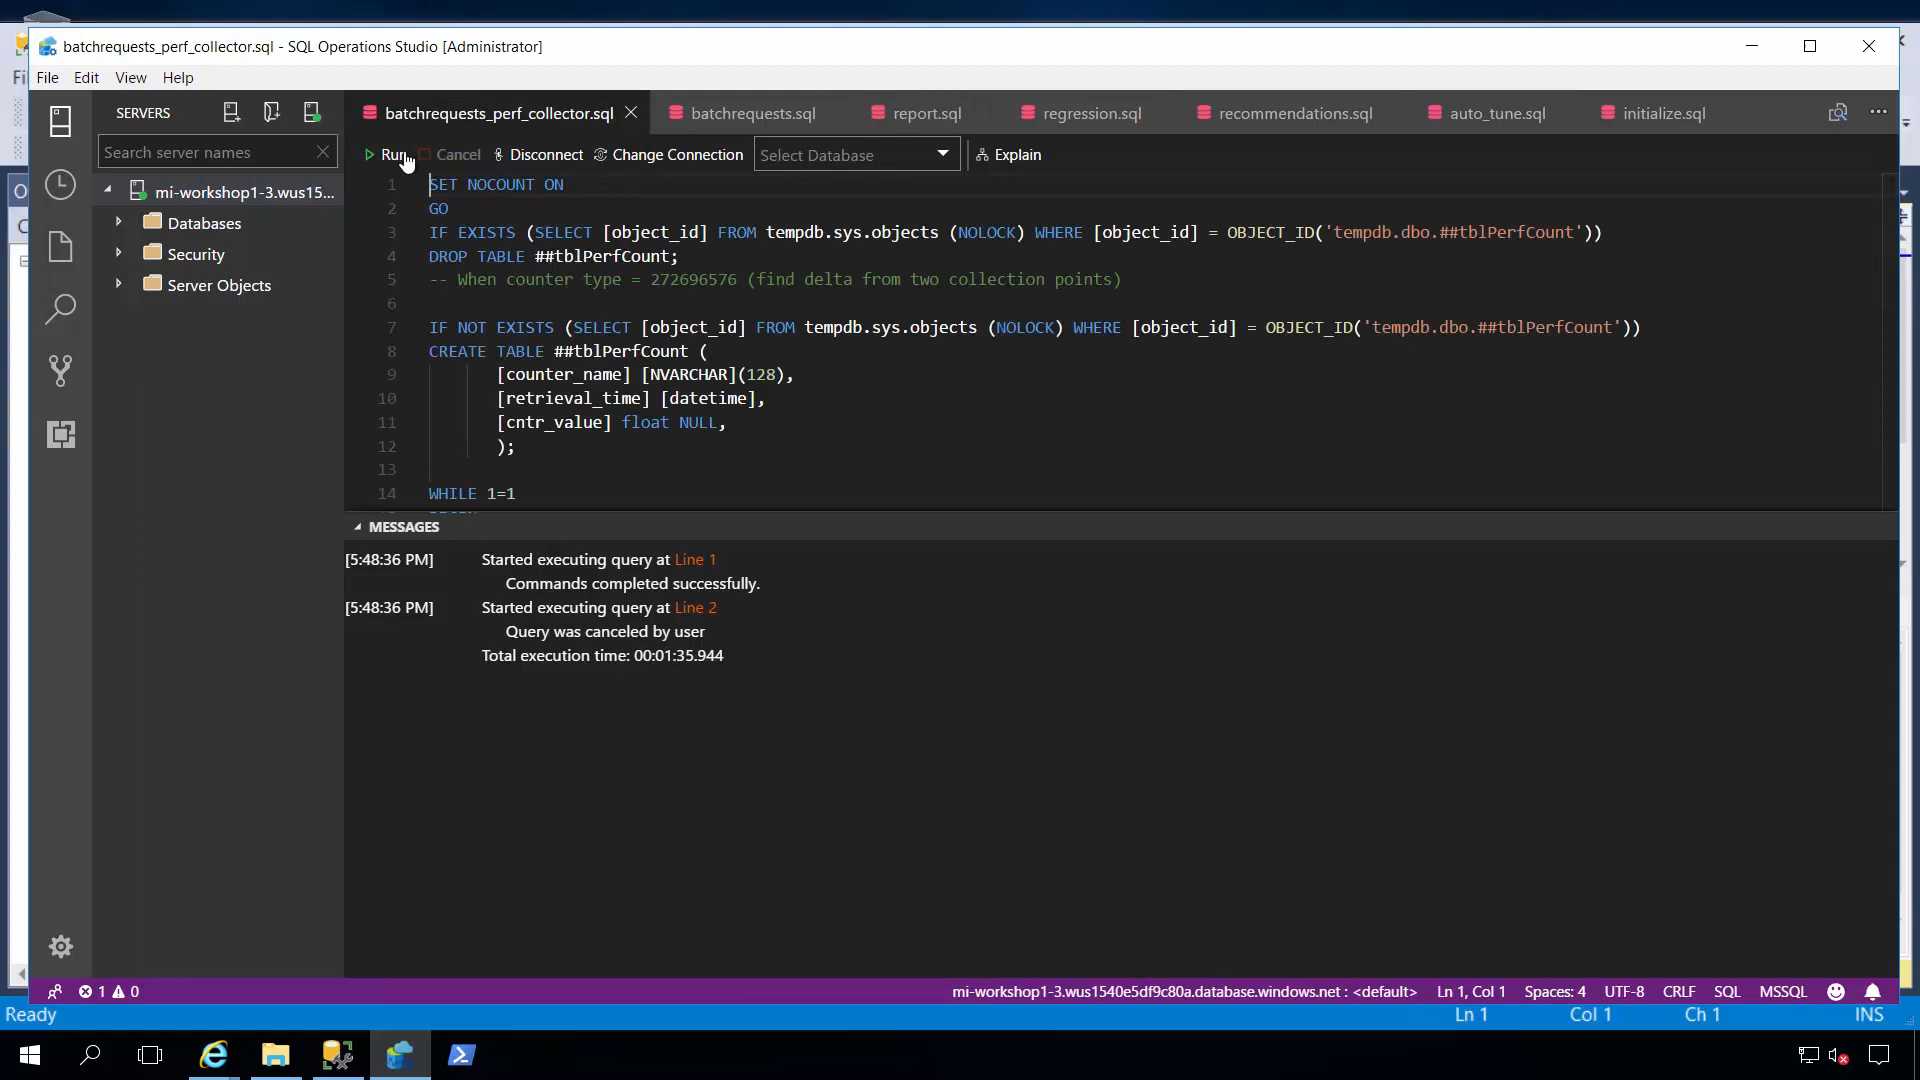 batchrequests_perf_collector.sql - SQL Operations Studio [Administrator]
File Edit View Help
SERVERS
batchrequests_perf_collector.sql
batchrequests.sql
report.sql
regression.sql
recommendations.sql
auto_tune.sql
initialize.sql
Search server names
Run Cancel Disconnect Change Connection Select Database Explain
mi-workshop1-3.wus15...
Databases
Security
Server Objects
1 SET NOCOUNT ON
2 GO
3 IF EXISTS (SELECT [object_id] FROM tempdb.sys.objects (NOLOCK) WHERE [object_id] = OBJECT_ID('tempdb.dbo.##tblPerfCount'))
4 DROP TABLE ##tblPerfCount;
5 -- When counter type = 272696576 (find delta from two collection points)
6
7 IF NOT EXISTS (SELECT [object_id] FROM tempdb.sys.objects (NOLOCK) WHERE [object_id] = OBJECT_ID('tempdb.dbo.##tblPerfCount'))
8 CREATE TABLE ##tblPerfCount (
9 [counter_name] [NVARCHAR](128),
10 [retrieval_time] [datetime],
11 [cntr_value] float NULL,
12 );
13
14 WHILE 1=1
MESSAGES
[5:48:36 PM] Started executing query at Line 1
Commands completed successfully.
[5:48:36 PM] Started executing query at Line 2
Query was canceled by user
Total execution time: 00:01:35.944
1 0
mi-workshop1-3.wus1540e5df9c80a.database.windows.net : <default> Ln 1, Col 1 Spaces: 4 UTF-8 CRLF SQL MSSQL
Ready Ln 1 Col 1 Ch 1 INS